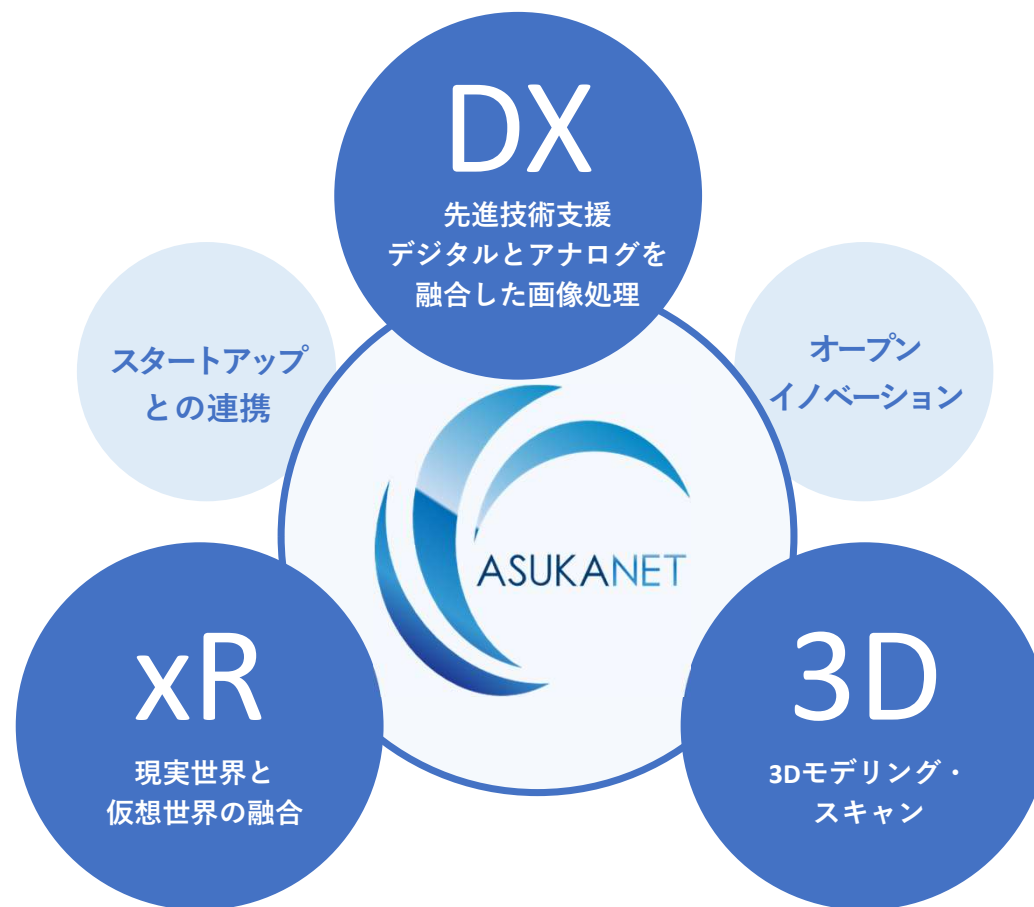 DX
先進技術支援
デジタルとアナログを
融合した画像処理
スタートアップ
との連携
オープン
イノベーション
ASUKANET
xR
現実世界と
仮想世界の融合
3D
3Dモデリング・
スキャン